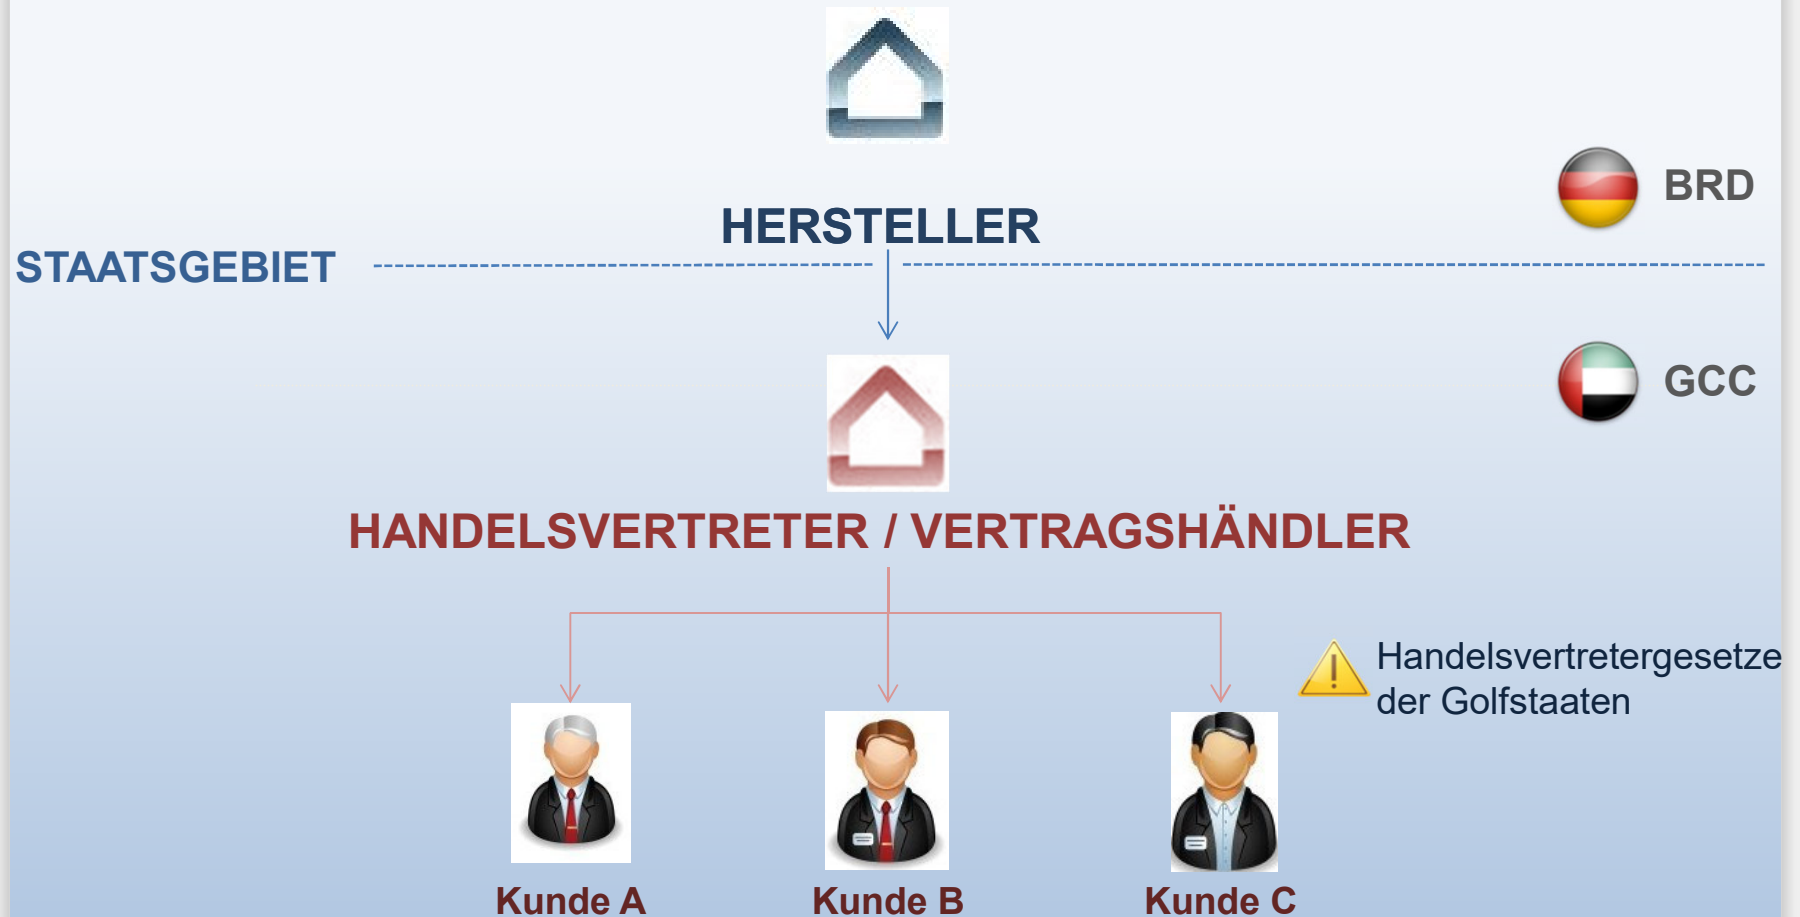 BRD
HERSTELLER
STAATSGEBIET
GCC
HANDELSVERTRETER / VERTRAGSHÄNDLER
Handelsvertretergesetze
der Golfstaaten
Kunde A
Kunde B
Kunde C